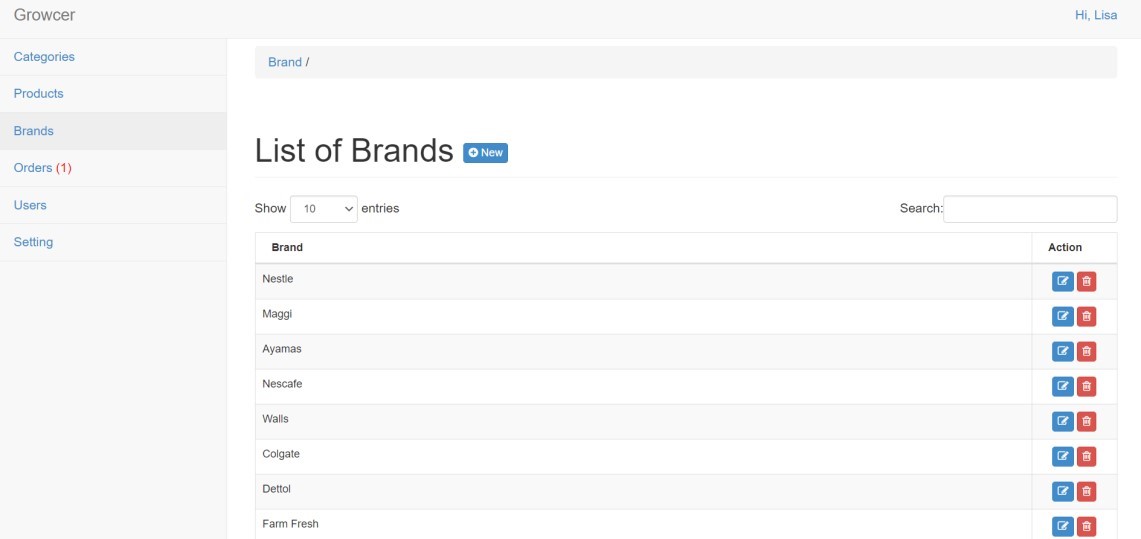 Growcer
Hi, Lisa
Categories
Products
Brands
Orders (1)
Users
Setting
Brand /
List of Brands New
Show 10 entries
Search:
Brand Action
Nestle
Maggi
Ayamas
Nescafe
Walls
Colgate
Dettol
Farm Fresh